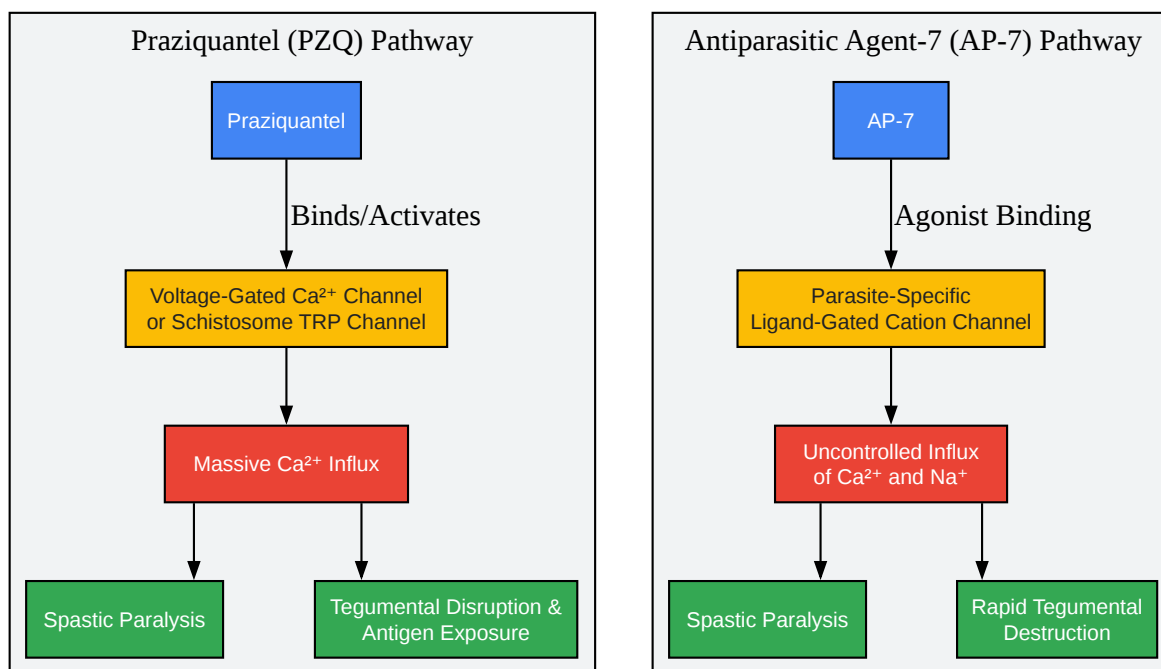 Praziquantel (PZQ) Pathway
Praziquantel
Binds/Activates
Voltage-Gated Ca²⁺ Channel
or Schistosome TRP Channel
Massive Ca²⁺ Influx
Spastic Paralysis
Tegumental Disruption &
Antigen Exposure
Antiparasitic Agent-7 (AP-7) Pathway
AP-7
Agonist Binding
Parasite-Specific
Ligand-Gated Cation Channel
Uncontrolled Influx
of Ca²⁺ and Na⁺
Spastic Paralysis
Rapid Tegumental
Destruction